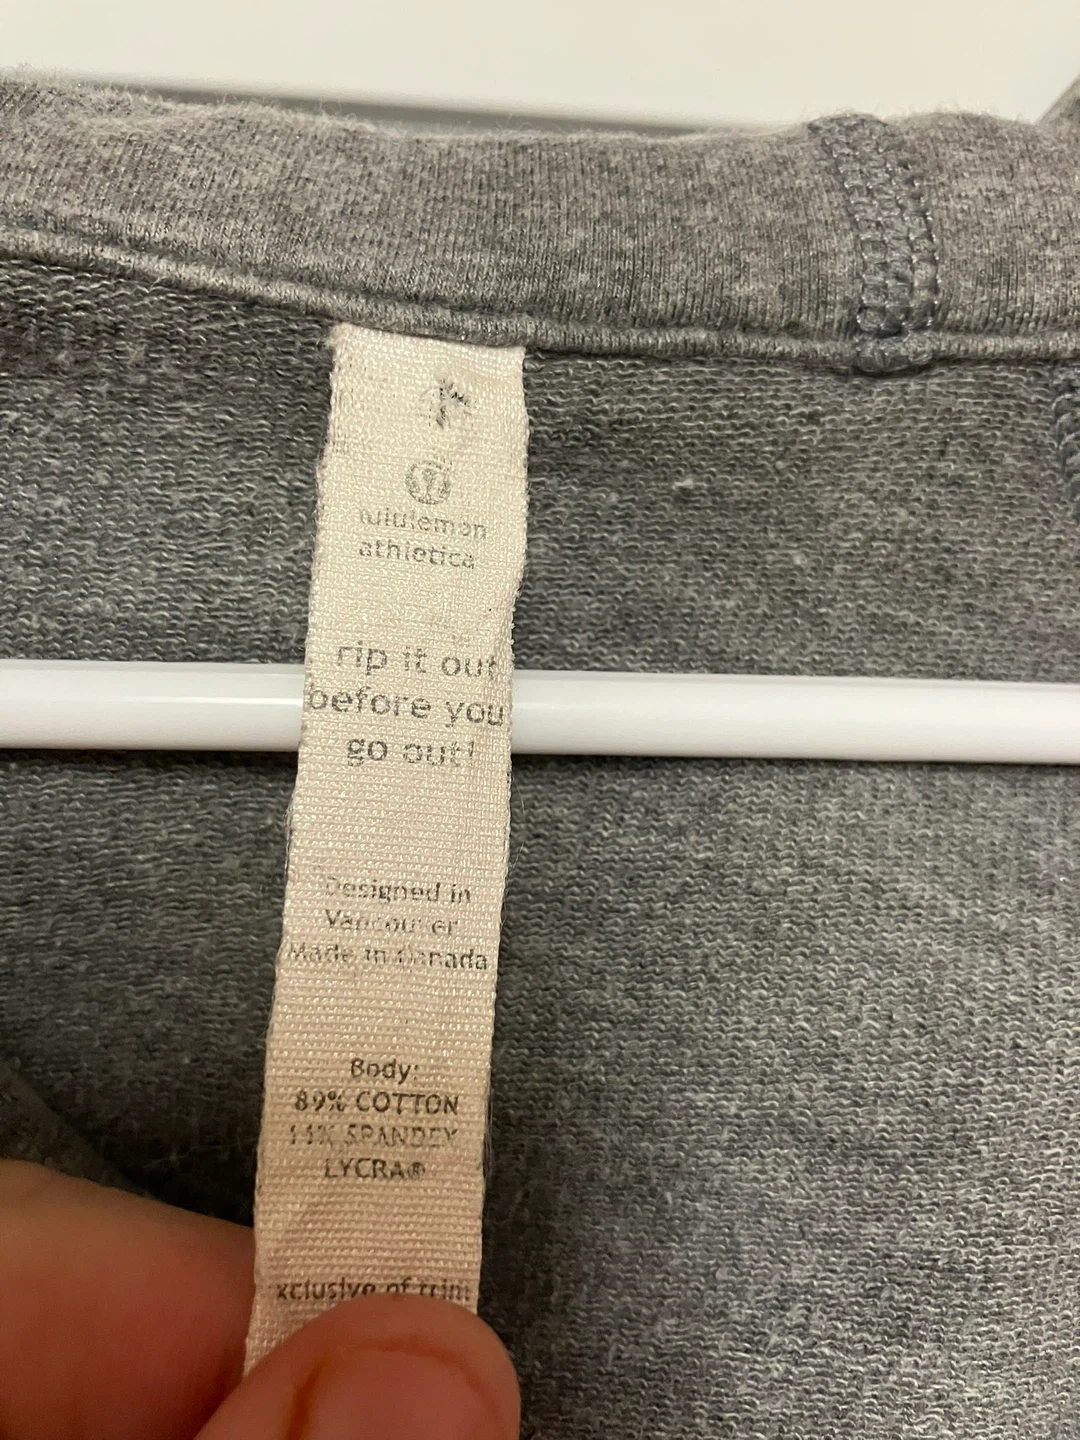 lululemon
athletica
rip it out
before you
go out!
Designed in
Vancouver
Made in Canada
Body:
89% COTTON
11% SPANDEX
LYCRA®
xclusive of trim